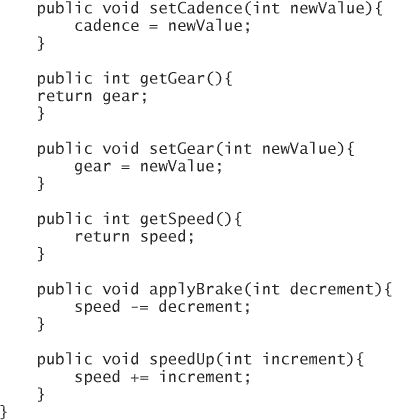 public void setCadence(int newValue){
        cadence = newValue;
    }

    public int getGear(){
    return gear;
    }

    public void setGear(int newValue){
        gear = newValue;
    }

    public int getSpeed(){
        return speed;
    }

    public void applyBrake(int decrement){
        speed -= decrement;
    }

    public void speedUp(int increment){
        speed += increment;
    }
}